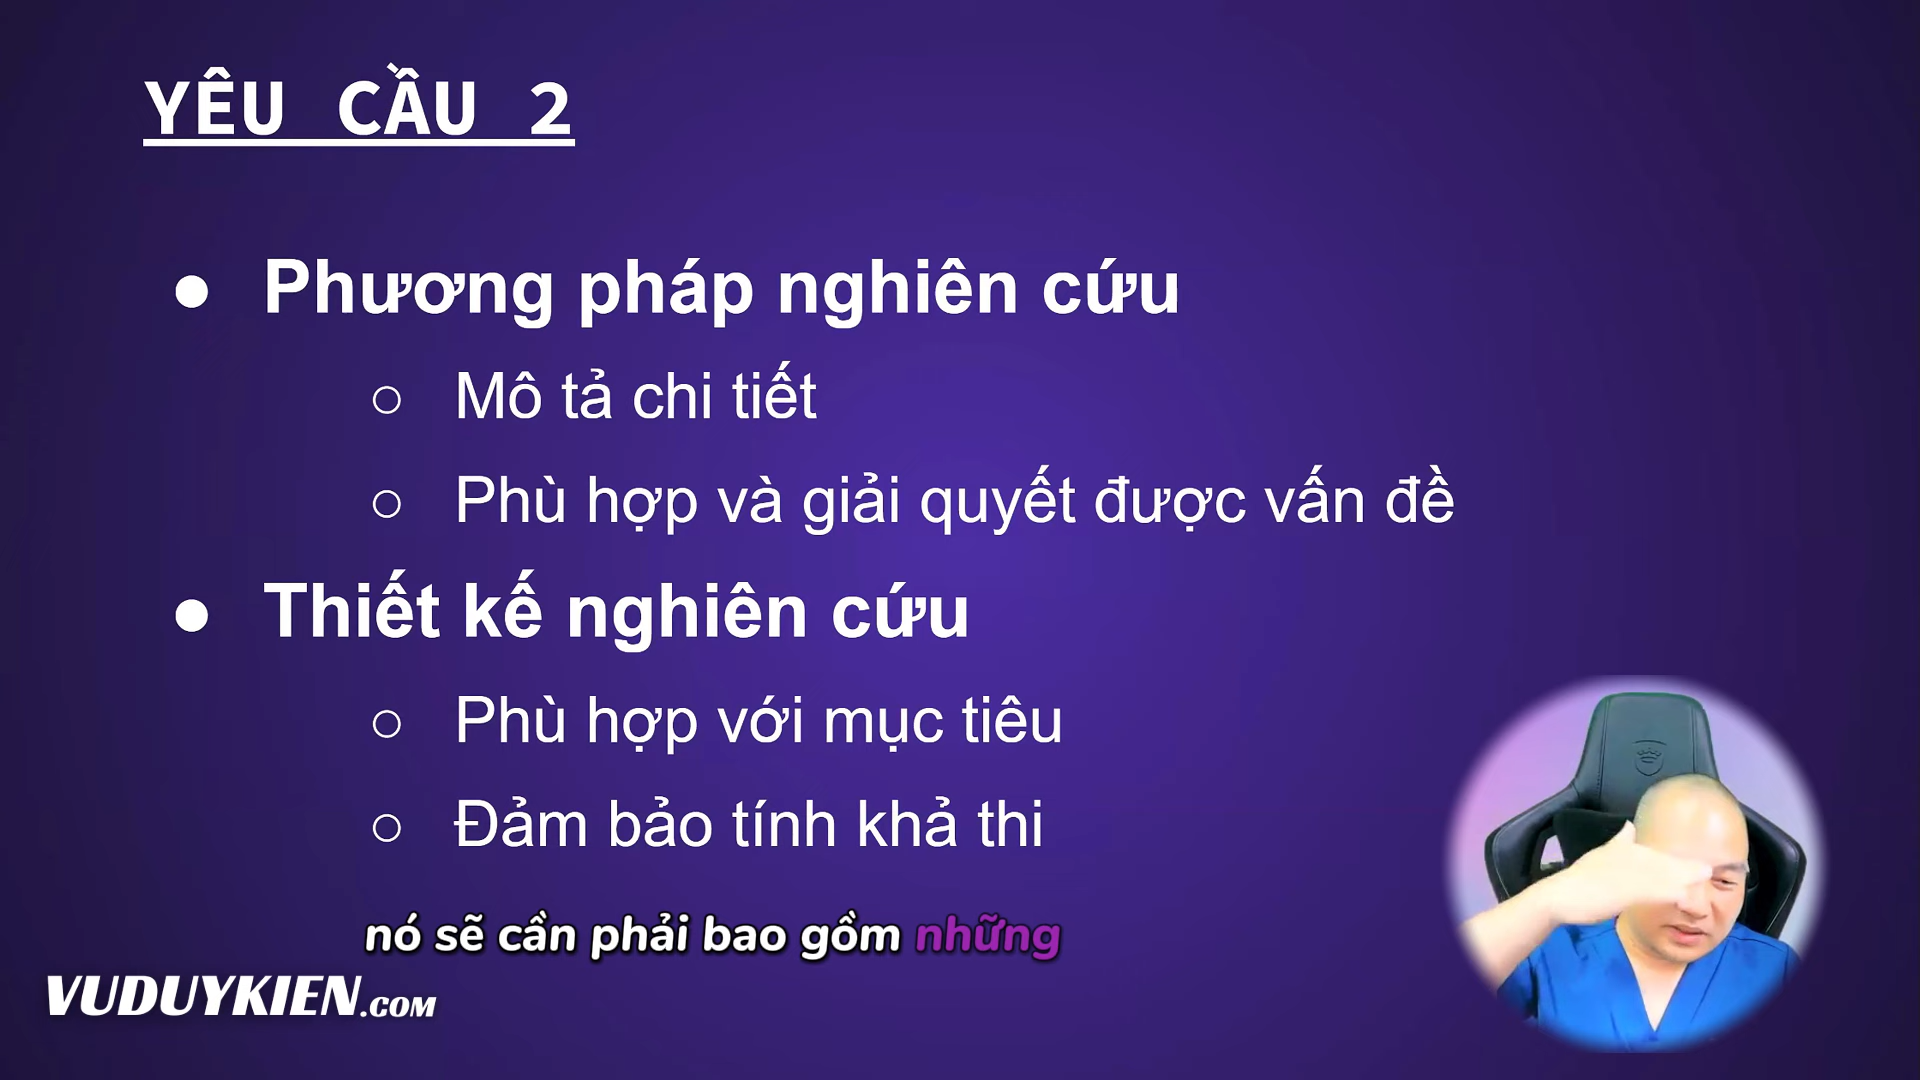 YÊU CẦU 2
● Phương pháp nghiên cứu
○ Mô tả chi tiết
○ Phù hợp và giải quyết được vấn đề
● Thiết kế nghiên cứu
○ Phù hợp với mục tiêu
○ Đảm bảo tính khả thi
nó sẽ cần phải bao gồm những
VUDUYKIEN.COM